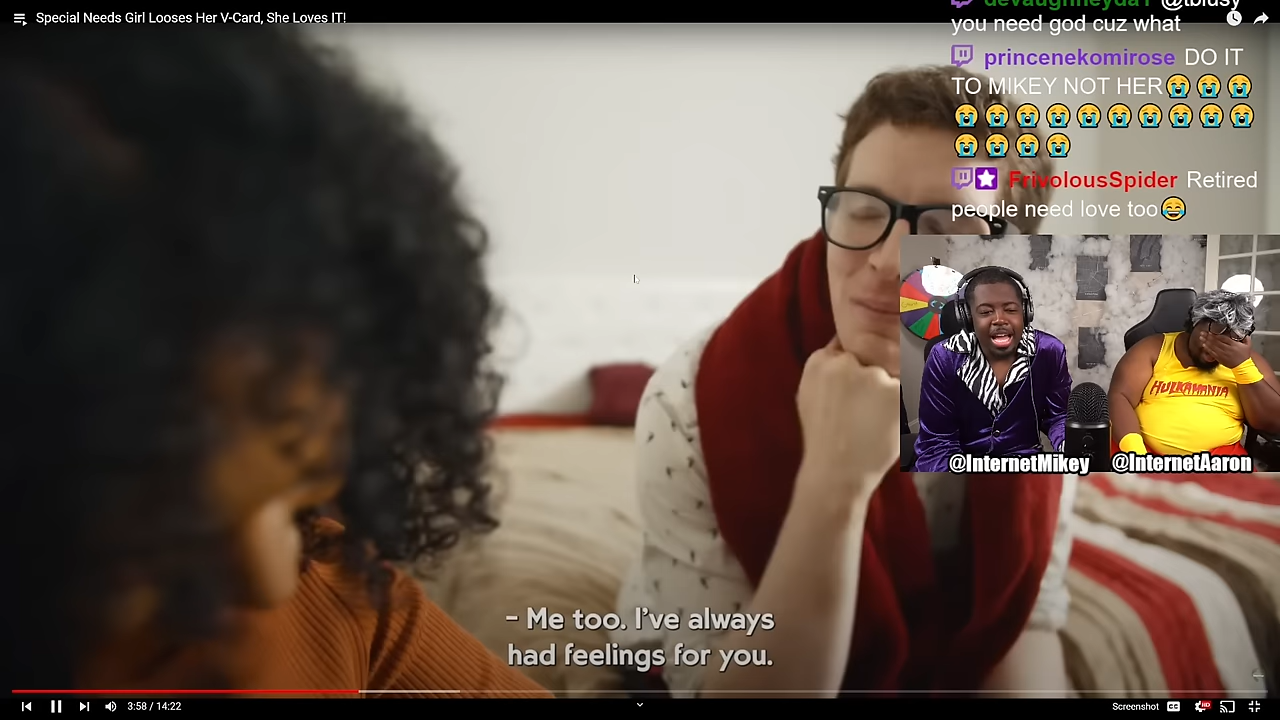 Special Needs Girl Looses Her V-Card, She Loves IT!
you need god cuz what
princenekomirose DO IT
TO MIKEY NOT HER😭😭😭
😭😭😭😭😭😭😭😭😭😭
😭😭😭😭
FrivolousSpider Retired
people need love too😂
HULKAMANIA
@InternetMikey @InternetAaron
- Me too. I've always
had feelings for you.
3:58 / 14:22
Screenshot CC HD